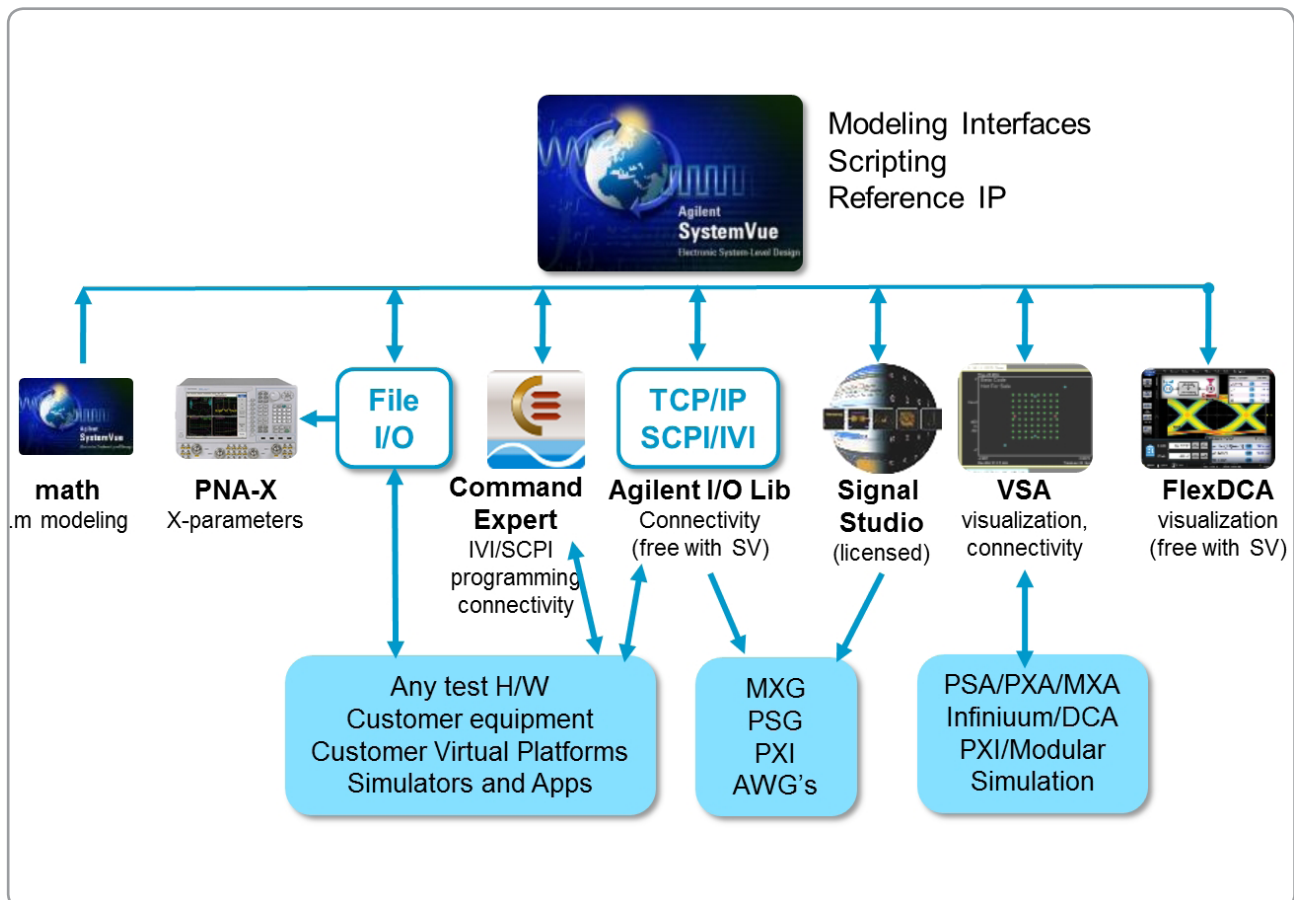 Modeling Interfaces
Scripting
Reference IP
Agilent
SystemVue
Electronic System-Level Design
File
I/O
TCP/IP
SCPI/IVI
Agilent
SystemVue
math
.m modeling
PNA-X
X-parameters
Command
Expert
IVI/SCPI
programming
connectivity
Agilent I/O Lib
Connectivity
(free with SV)
Signal
Studio
(licensed)
VSA
visualization,
connectivity
FlexDCA
visualization
(free with SV)
Any test H/W
Customer equipment
Customer Virtual Platforms
Simulators and Apps
MXG
PSG
PXI
AWG’s
PSA/PXA/MXA
Infiniuum/DCA
PXI/Modular
Simulation